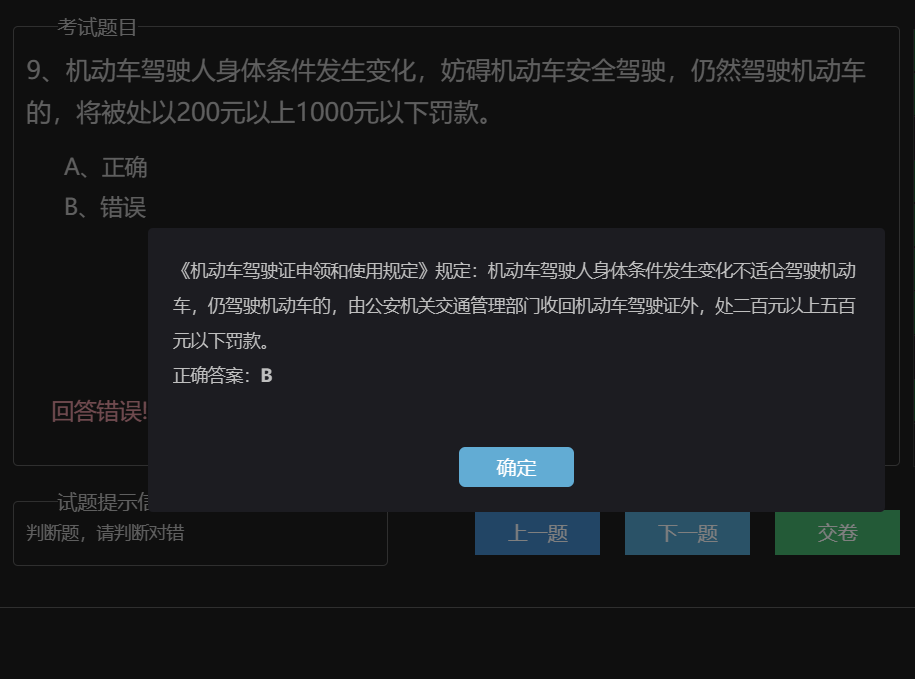 考试题目
9、机动车驾驶人身体条件发生变化，妨碍机动车安全驾驶，仍然驾驶机动车
的，将被处以200元以上1000元以下罚款。
A、正确
B、错误
《机动车驾驶证申领和使用规定》规定：机动车驾驶人身体条件发生变化不适合驾驶机动
车，仍驾驶机动车的，由公安机关交通管理部门收回机动车驾驶证外，处二百元以上五百
元以下罚款。
正确答案：B
回答错误!
确定
试题提示信
判断题，请判断对错
上一题
下一题
交卷